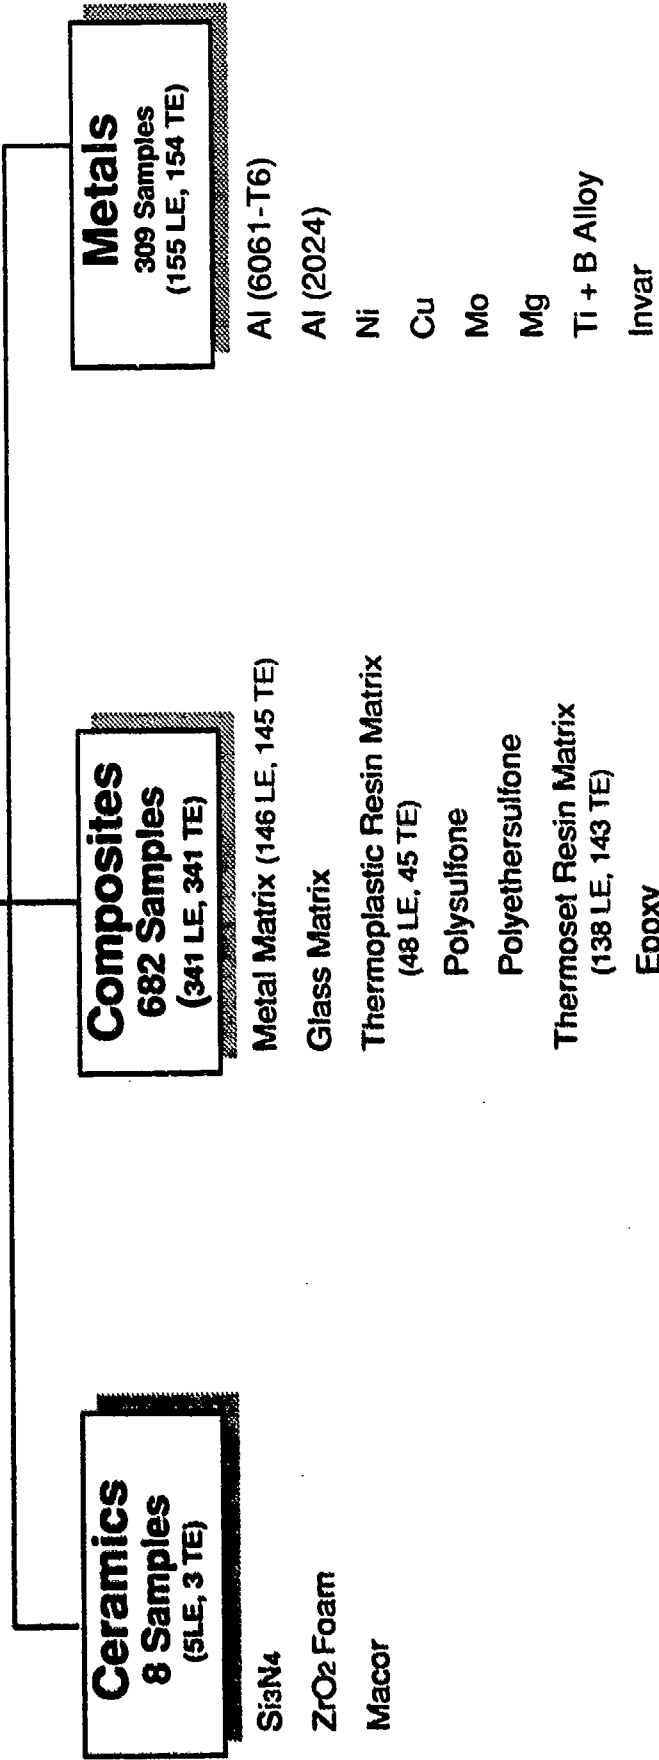 Ceramics
8 Samples
(5LE, 3 TE)
Si3N4
ZrO2 Foam
Macor
Composites
682 Samples
(341 LE, 341 TE)
Metal Matrix (146 LE, 145 TE)
Glass Matrix
Thermoplastic Resin Matrix
(48 LE, 45 TE)
Polysulfone
Polyethersulfone
Thermoset Resin Matrix
(138 LE, 143 TE)
Epoxy
Metals
309 Samples
(155 LE, 154 TE)
Al (6061-T6)
Al (2024)
Ni
Cu
Mo
Mg
Ti + B Alloy
Invar